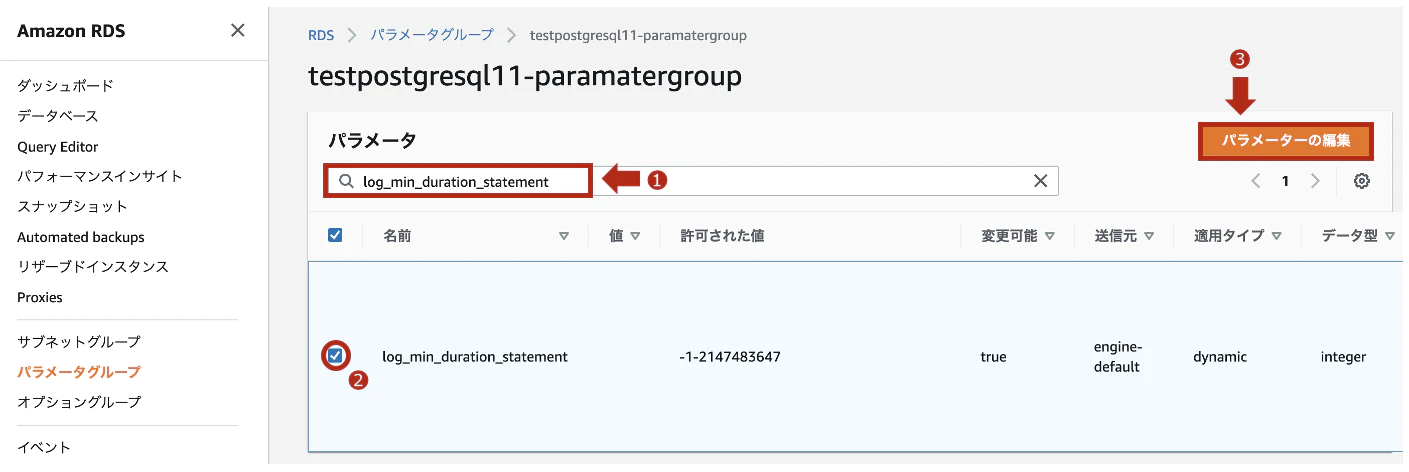 Amazon RDS
ダッシュボード
データベース
Query Editor
パフォーマンスインサイト
スナップショット
Automated backups
リザーブドインスタンス
Proxies
サブネットグループ
パラメータグループ
オプショングループ
イベント
RDS パラメータグループ testpostgresql11-paramatergroup
testpostgresql11-paramatergroup
3
パラメータ パラメーターの編集
log_min_duration_statement 1 1
名前 値 許可された値 変更可能 送信元 適用タイプ データ型
log_min_duration_statement -1-2147483647 true engine-default dynamic integer
2